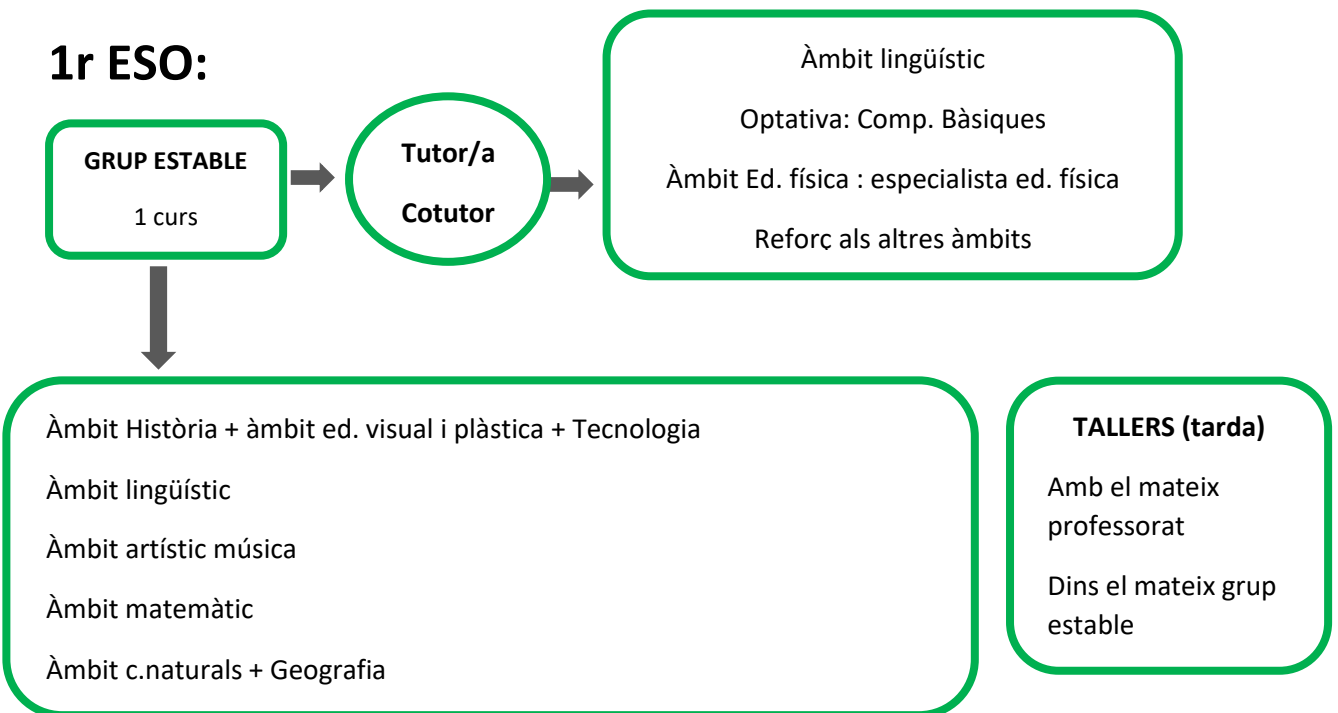 1r ESO:
GRUP ESTABLE
1 curs
Tutor/a
Cotutor
Àmbit lingüístic
Optativa: Comp. Bàsiques
Àmbit Ed. física : especialista ed. física
Reforç als altres àmbits
Àmbit Història + àmbit ed. visual i plàstica + Tecnologia
Àmbit lingüístic
Àmbit artístic música
Àmbit matemàtic
Àmbit c.naturals + Geografia
TALLERS (tarda)
Amb el mateix
professorat
Dins el mateix grup
estable